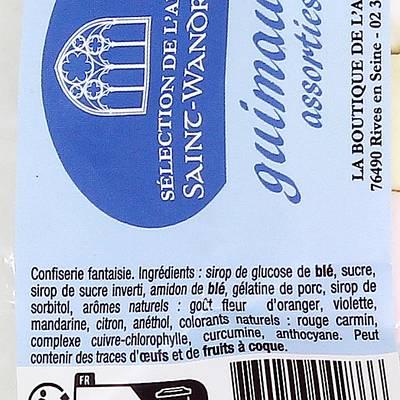 SÉLECTION DE L'A
SAINT-WANDR
guimau
assorties
LA BOUTIQUE DE L'A
76490 Rives en Seine - 02 3
Confiserie fantaisie. Ingrédients : sirop de glucose de blé, sucre,
sirop de sucre inverti, amidon de blé, gélatine de porc, sirop de
sorbitol, arômes naturels : goût fleur d'oranger, violette,
mandarine, citron, anéthol, colorants naturels : rouge carmin,
complexe cuivre-chlorophylle, curcumine, anthocyane. Peut
contenir des traces d'œufs et de fruits à coque.
FR